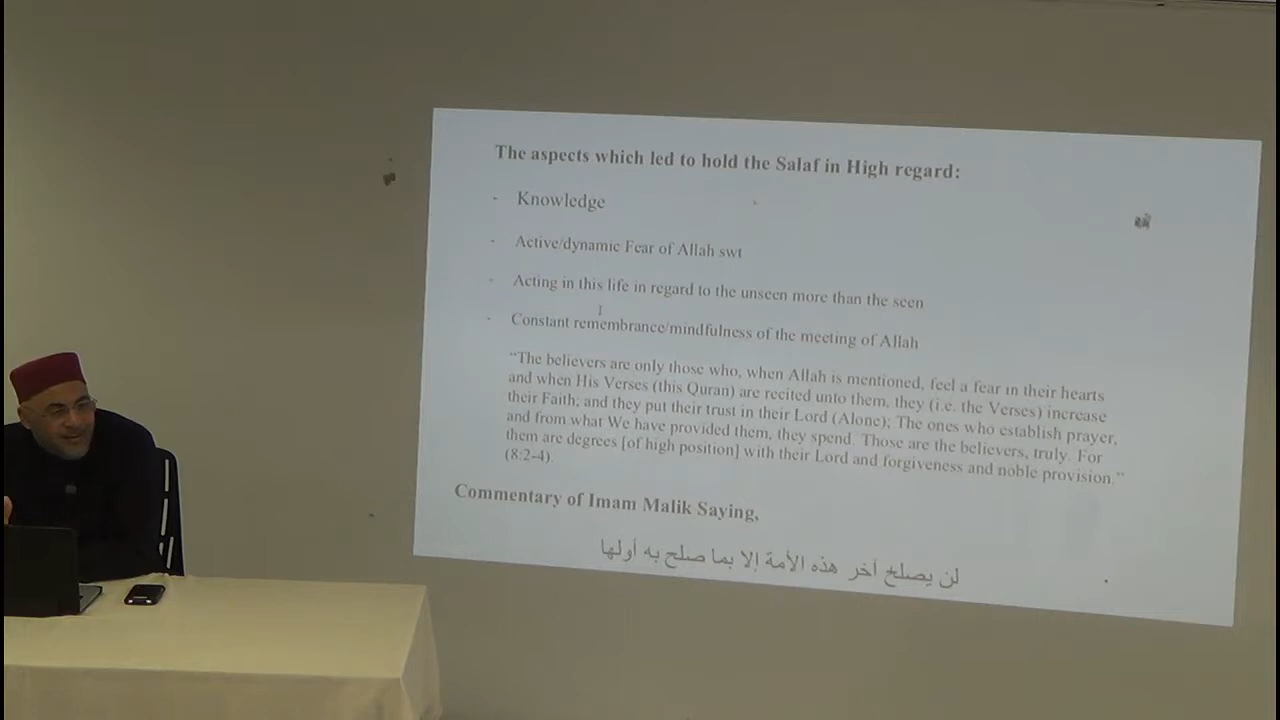 The aspects which led to hold the Salaf in High regard:
- Knowledge
- Active/dynamic Fear of Allah swt
- Acting in this life in regard to the unseen more than the seen
- Constant remembrance/mindfulness of the meeting of Allah
“The believers are only those who, when Allah is mentioned, feel a fear in their hearts
and when His Verses (this Quran) are recited unto them, they (i.e. the Verses) increase
their Faith; and they put their trust in their Lord (Alone); The ones who establish prayer,
and from what We have provided them, they spend. Those are the believers, truly. For
them are degrees [of high position] with their Lord and forgiveness and noble provision.“
(8:2-4).
Commentary of Imam Malik Saying,
لن يصلح آخر هذه الأمة إلا بما صلح به أولها